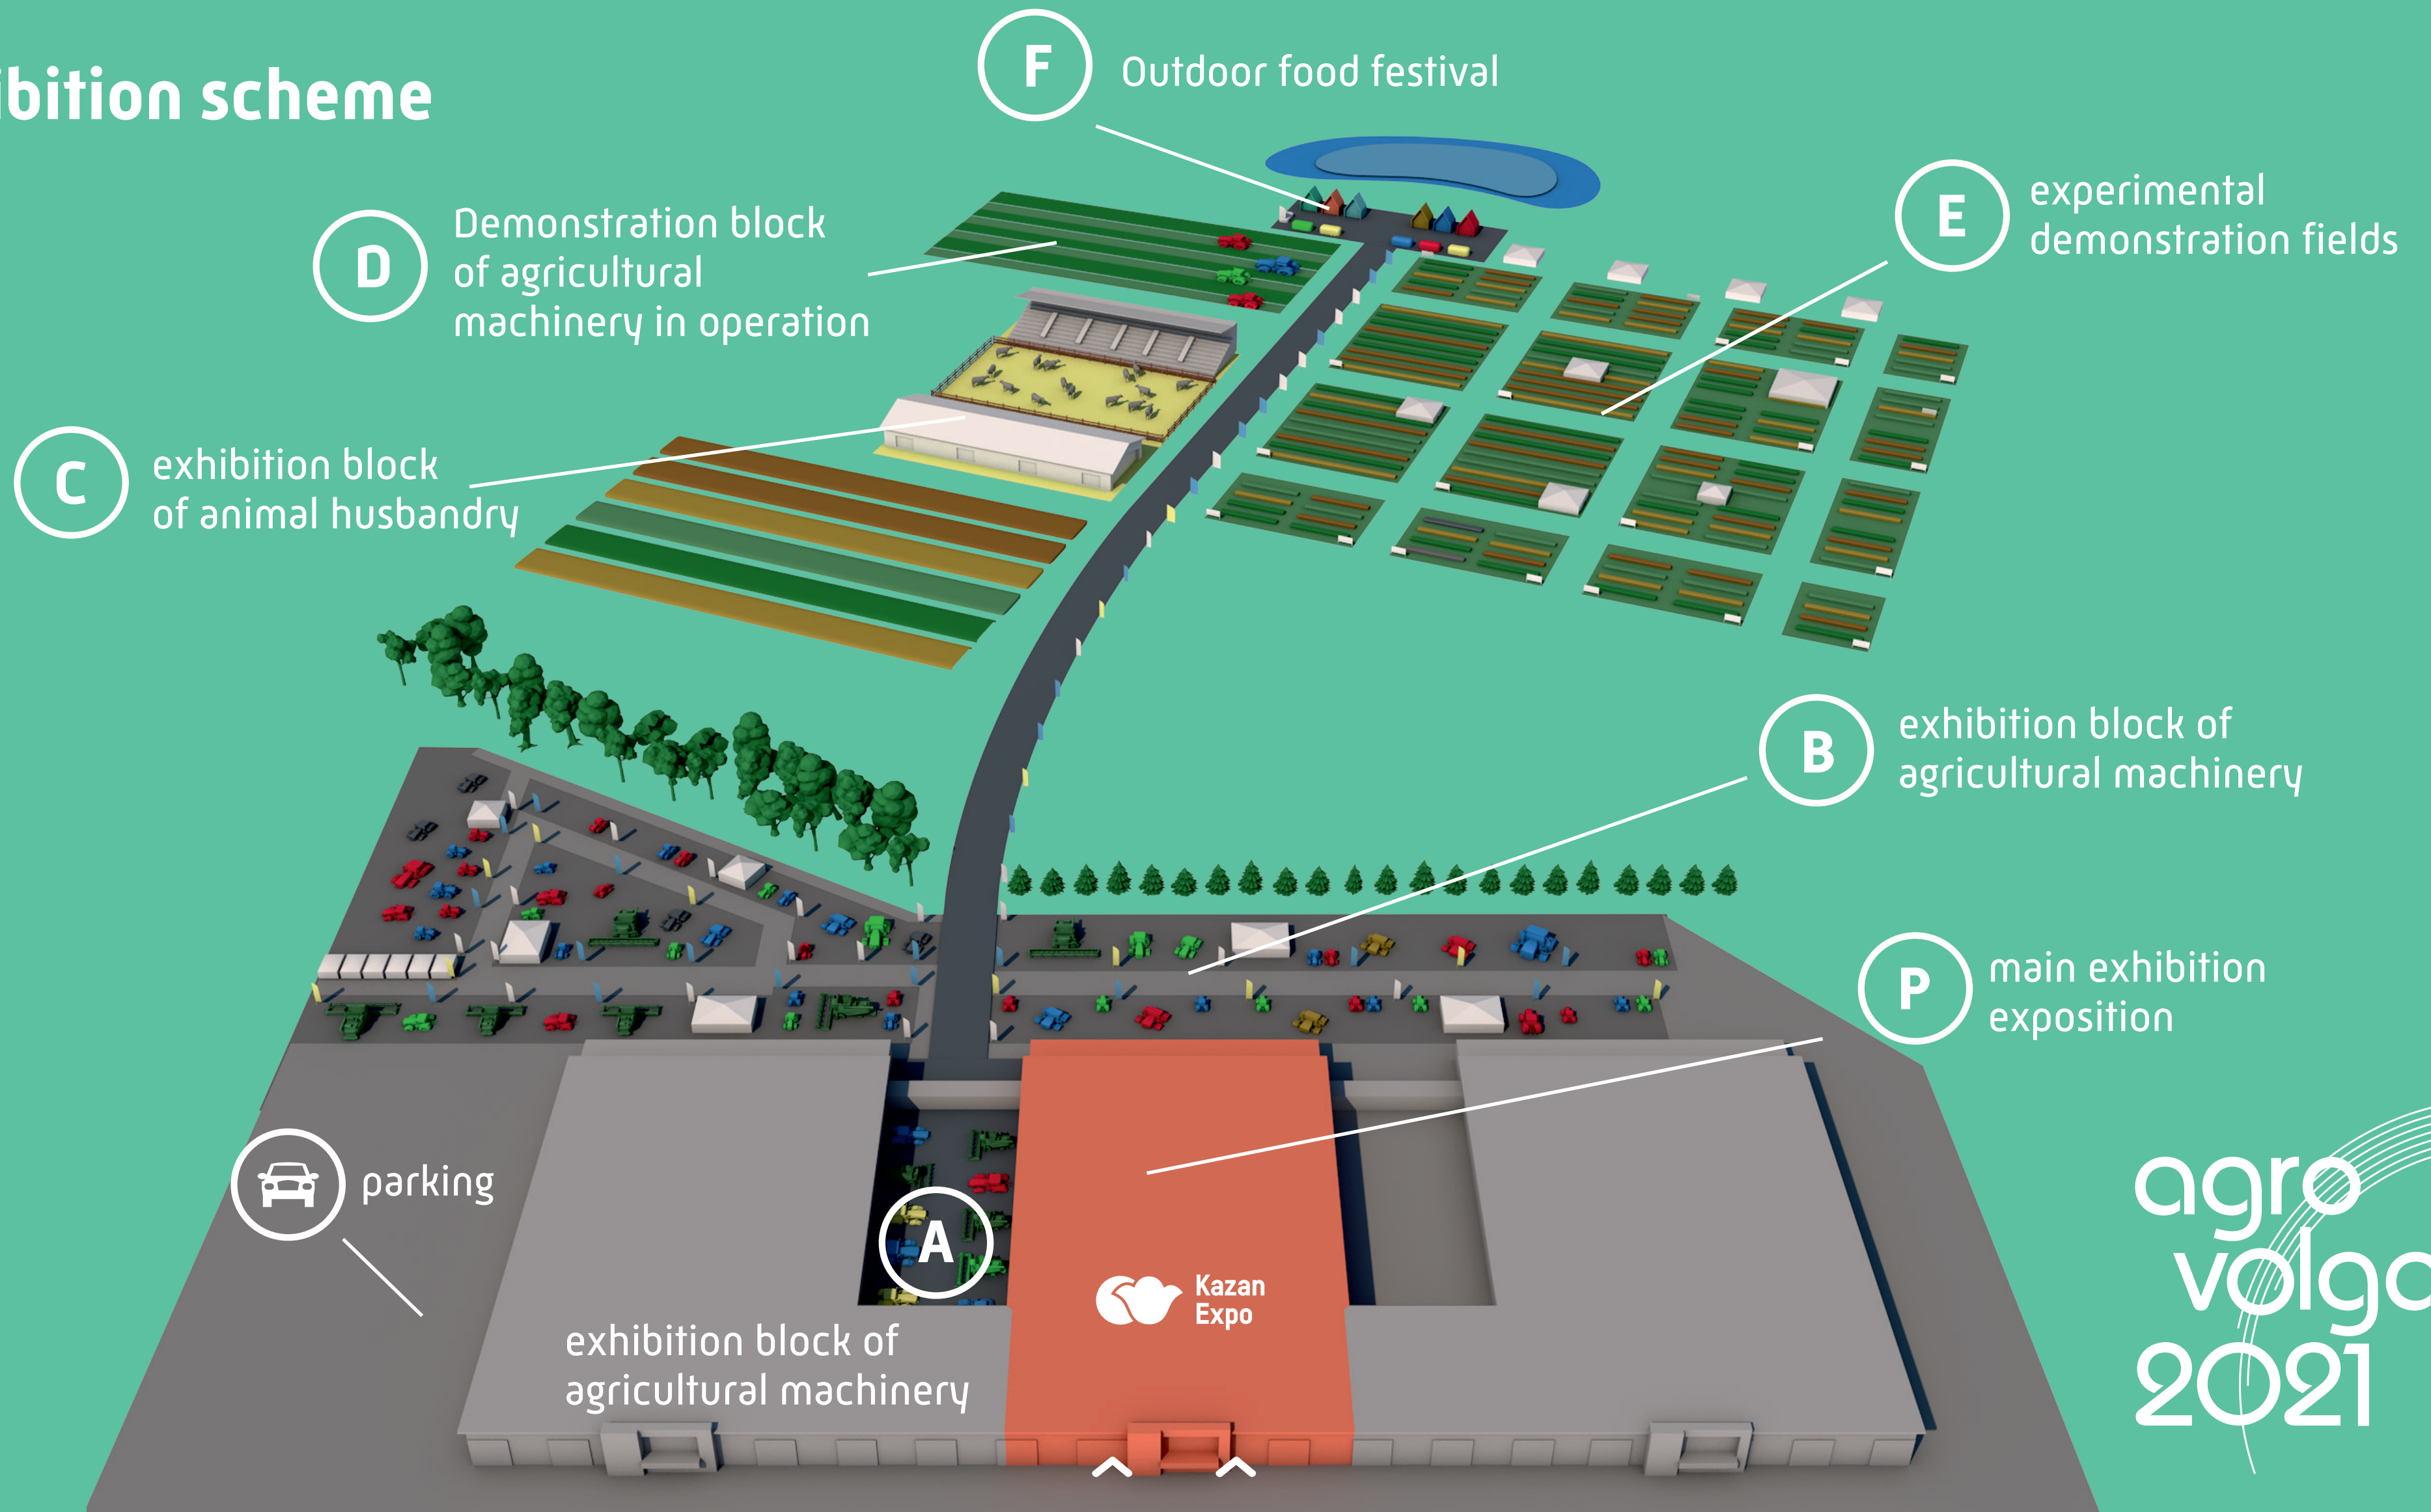 ibition scheme
F
Outdoor food festival
D
Demonstration block
of agricultural
machinery in operation
E
experimental
demonstration fields
C
exhibition block
of animal husbandry
B
exhibition block of
agricultural machinery
P
main exhibition
exposition
parking
A
exhibition block of
agricultural machinery
Kazan
Expo
agro
volga
2021